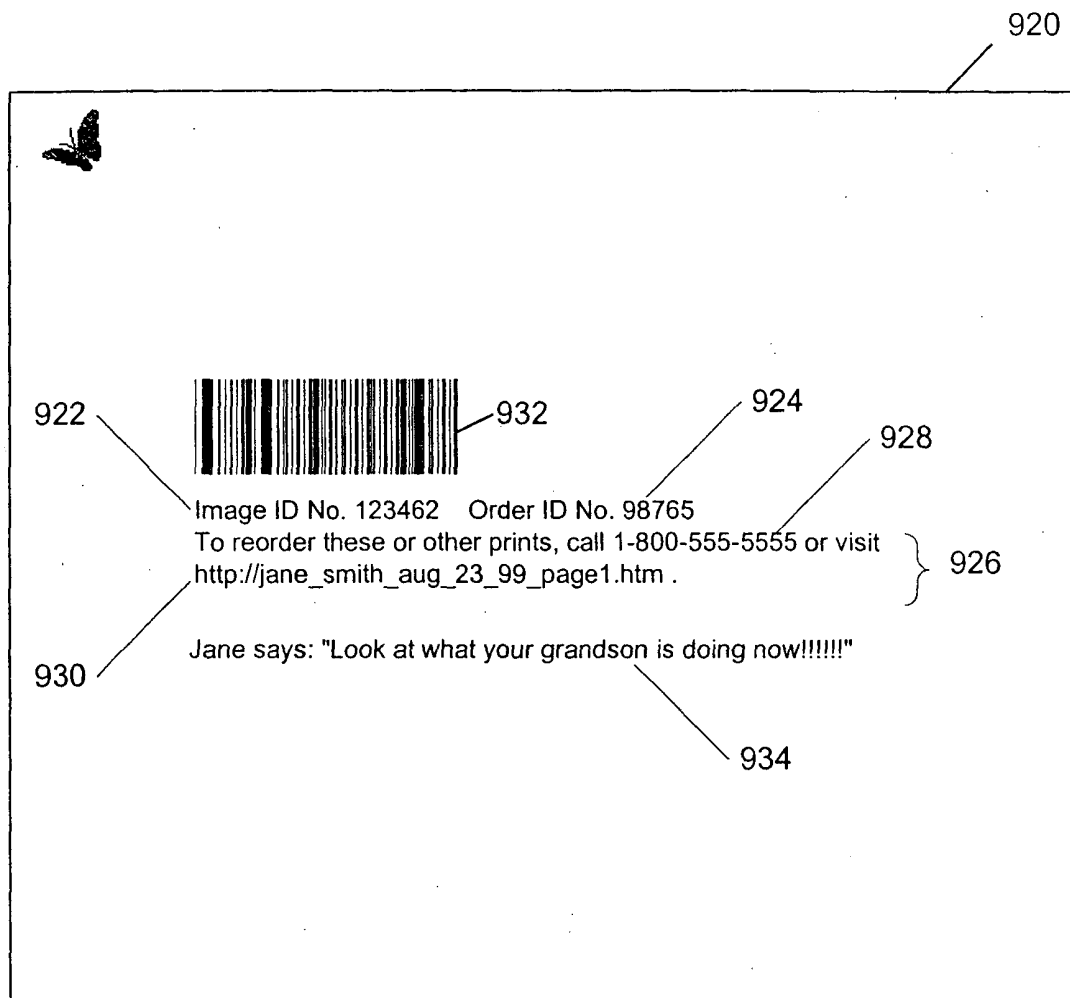 920
922
932
924
928
Image ID No. 123462 Order ID No. 98765
To reorder these or other prints, call 1-800-555-5555 or visit
http://jane_smith_aug_23_99_page1.htm .
926
Jane says: "Look at what your grandson is doing now!!!!!!"
930
934